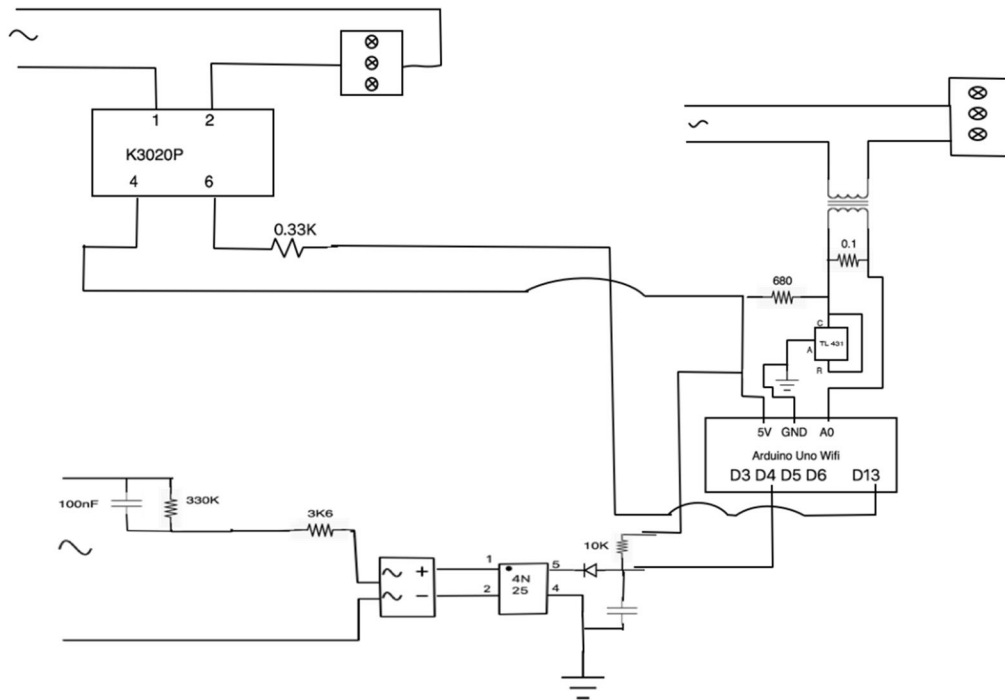 1 2
K3020P
4 6
0.33K
0.1
680
C
TL 431
A
R
5V GND A0
Arduino Uno Wifi
D3 D4 D5 D6 D13
100nF
330K
3K6
10K
1
5
4N
25
2
4
+
−